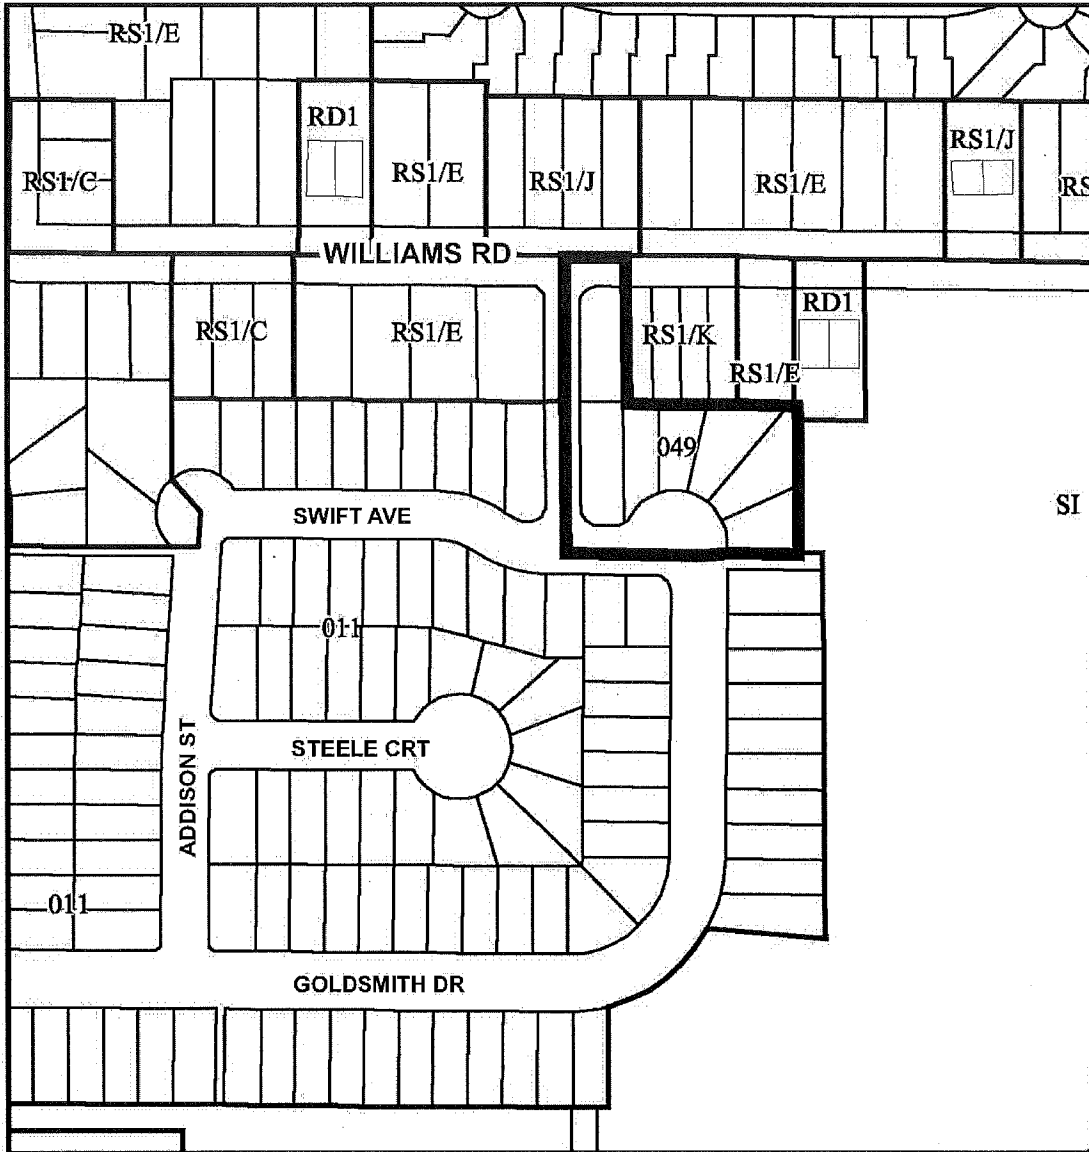 RS1/E
RD1
RS1/J
RS1/C
RS1/E
RS1/J
RS1/E
RS
WILLIAMS RD
RD1
RS1/C
RS1/E
RS1/K
RS1/E
049
SI
SWIFT AVE
011
STEELE CRT
ADDISON ST
011
GOLDSMITH DR